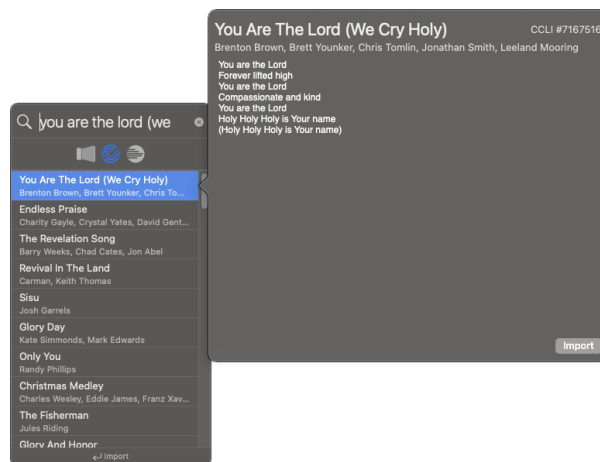 You Are The Lord (We Cry Holy)
CCLI #7167516
Brenton Brown, Brett Younker, Chris Tomlin, Jonathan Smith, Leeland Mooring
You are the Lord
Forever lifted high
You are the Lord
Compassionate and kind
You are the Lord
Holy Holy Holy is Your name
(Holy Holy Holy is Your name)
Import
you are the lord (we
You Are The Lord (We Cry Holy)
Brenton Brown, Brett Younker, Chris To...
Endless Praise
Charity Gayle, Crystal Yates, David Gent...
The Revelation Song
Barry Weeks, Chad Cates, Jon Abel
Revival In The Land
Carman, Keith Thomas
Sisu
Josh Garrels
Glory Day
Kate Simmonds, Mark Edwards
Only You
Randy Phillips
Christmas Medley
Charles Wesley, Eddie James, Franz Xav...
The Fisherman
Jules Riding
Glory And Honor
Import